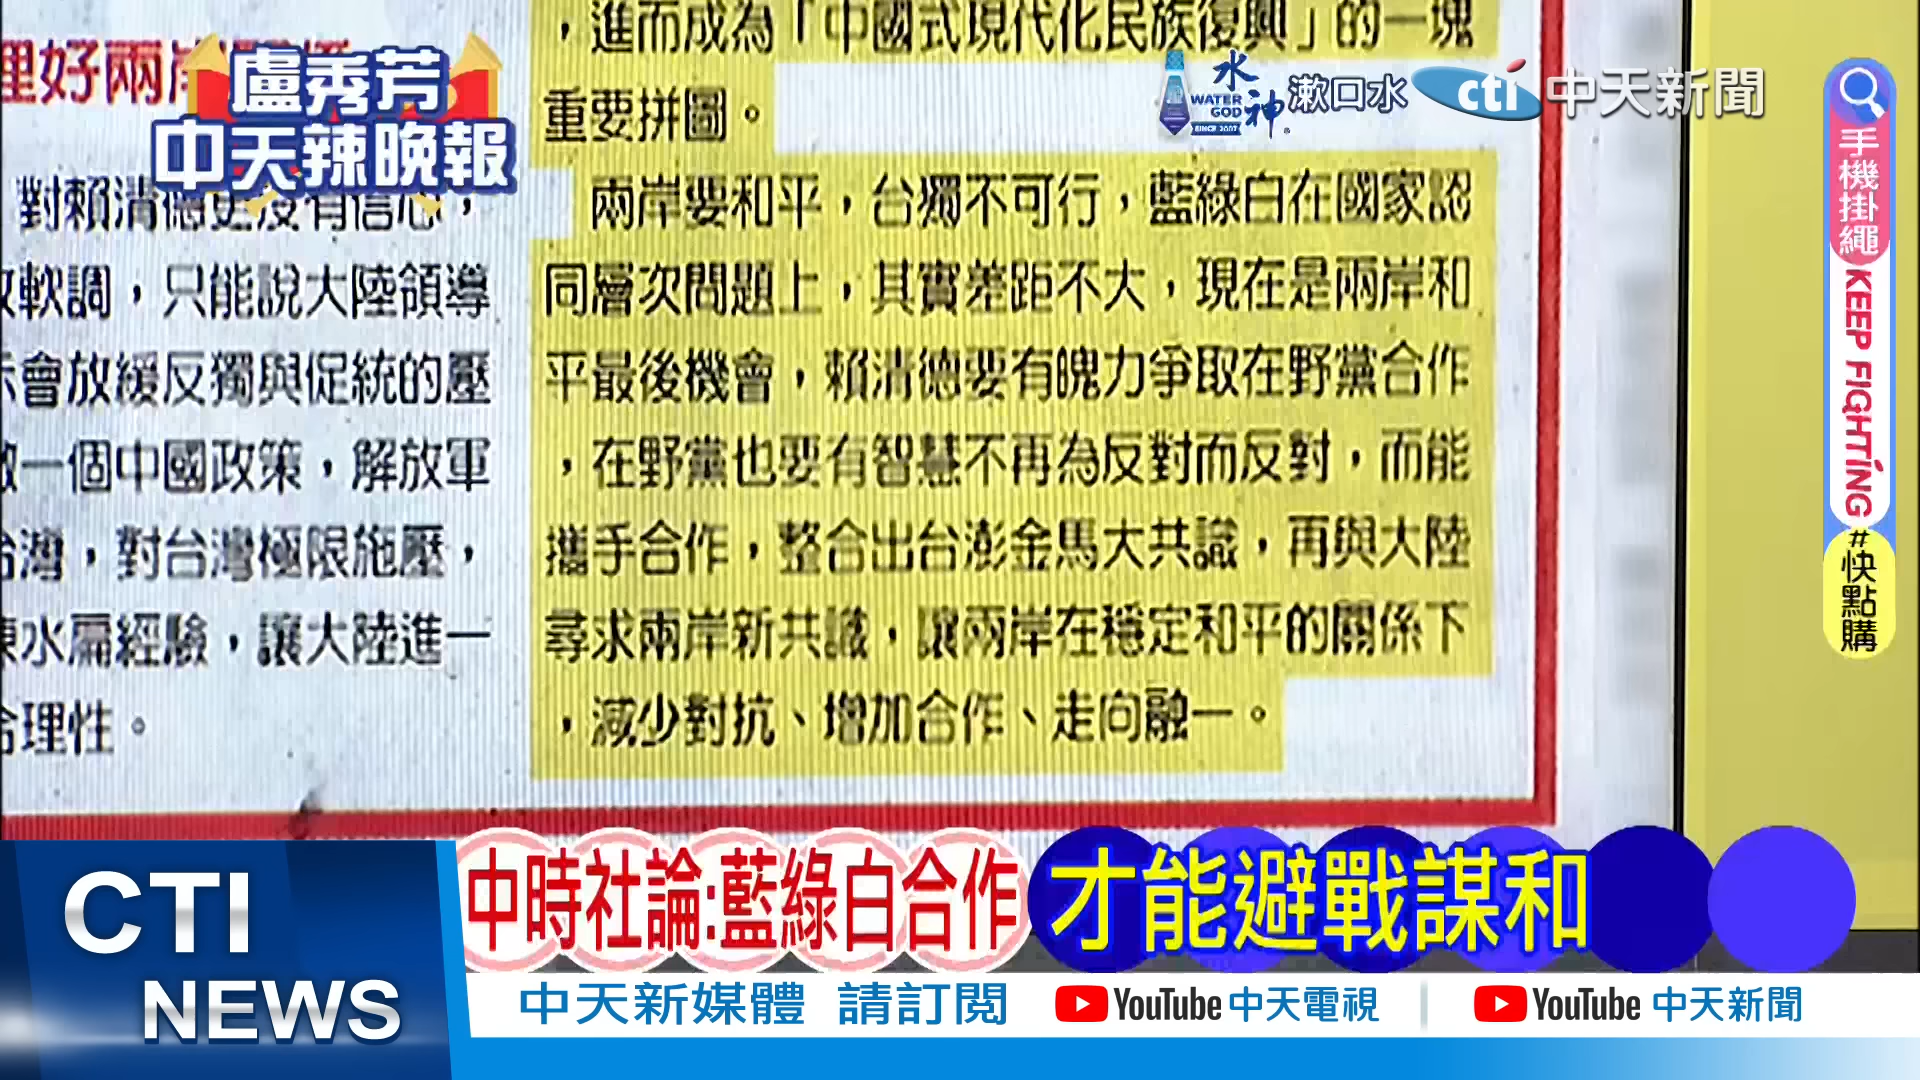 盧秀芳
中天辣晚報
理好兩岸
對賴清德更沒有信心，
軟調，只能說大陸領導
示會放緩反獨與促統的壓
一個中國政策，解放軍
台灣，對台灣極限施壓，
陳水扁經驗，讓大陸進一
合理性。
，進而成為「中國式現代化民族復興」的一塊
重要拼圖。
兩岸要和平，台獨不可行，藍綠白在國家認
同層次問題上，其實差距不大，現在是兩岸和
平最後機會，賴清德要有魄力爭取在野黨合作
，在野黨也要有智慧不再為反對而反對，而能
攜手合作，整合出台澎金馬大共識，再與大陸
尋求兩岸新共識，讓兩岸在穩定和平的關係下
，減少對抗、增加合作、走向融一。
水神
WATER
GOD
SINCE 2007
漱口水
cti 中天新聞
手機掛繩
KEEP FIGHTING
#快點購
中時社論:藍綠白合作 才能避戰謀和
CTI
NEWS
中天新媒體 請訂閱 YouTube 中天電視 | YouTube 中天新聞